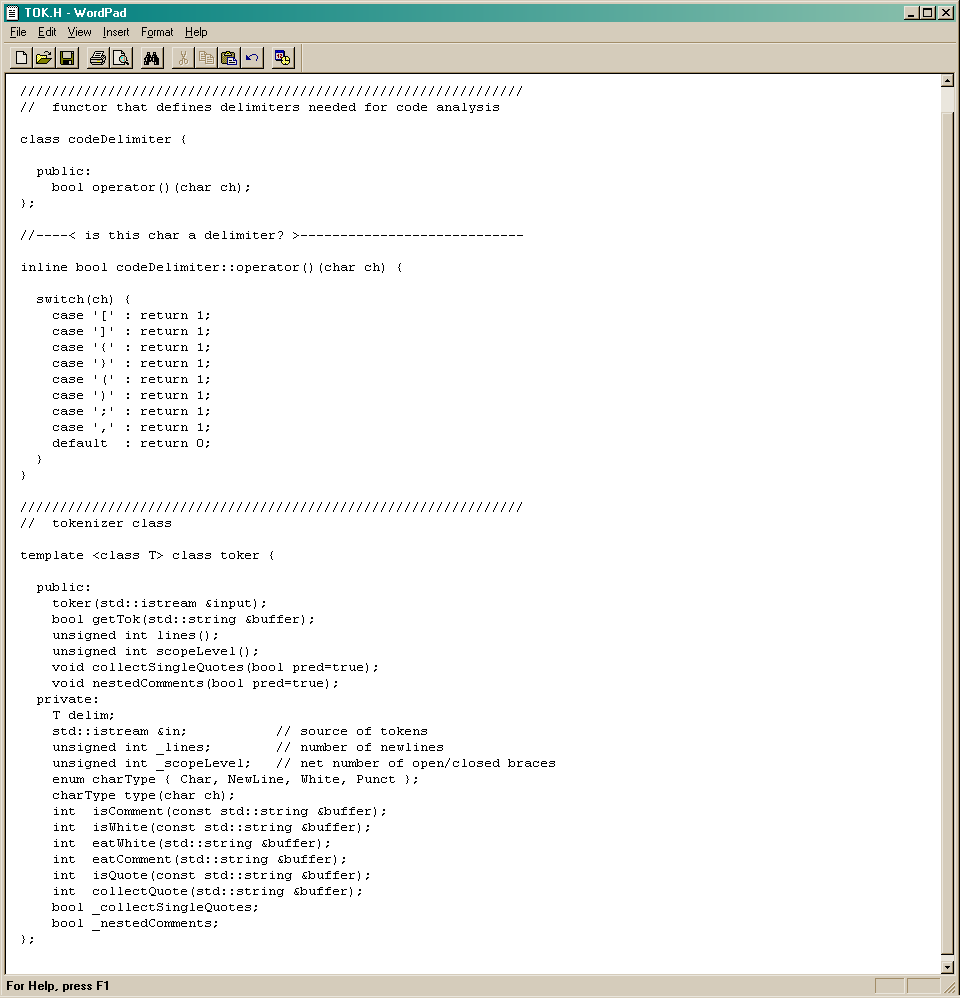 TOK.H - WordPad
File Edit View Insert Format Help
///////////////////////////////////////////////////////////////
//  functor that defines delimiters needed for code analysis

class codeDelimiter {

  public:
    bool operator()(char ch);
};

//----< is this char a delimiter? >----------------------------

inline bool codeDelimiter::operator()(char ch) {

  switch(ch) {
    case '[' : return 1;
    case ']' : return 1;
    case '{' : return 1;
    case '}' : return 1;
    case '(' : return 1;
    case ')' : return 1;
    case ';' : return 1;
    case ',' : return 1;
    default  : return 0;
  }
}

///////////////////////////////////////////////////////////////
//  tokenizer class

template <class T> class toker {

  public:
    toker(std::istream &input);
    bool getTok(std::string &buffer);
    unsigned int lines();
    unsigned int scopeLevel();
    void collectSingleQuotes(bool pred=true);
    void nestedComments(bool pred=true);
  private:
    T delim;
    std::istream &in;           // source of tokens
    unsigned int _lines;        // number of newlines
    unsigned int _scopeLevel;   // net number of open/closed braces
    enum charType { Char, NewLine, White, Punct };
    charType type(char ch);
    int  isComment(const std::string &buffer);
    int  isWhite(const std::string &buffer);
    int  eatWhite(std::string &buffer);
    int  eatComment(std::string &buffer);
    int  isQuote(const std::string &buffer);
    int  collectQuote(std::string &buffer);
    bool _collectSingleQuotes;
    bool _nestedComments;
};
For Help, press F1